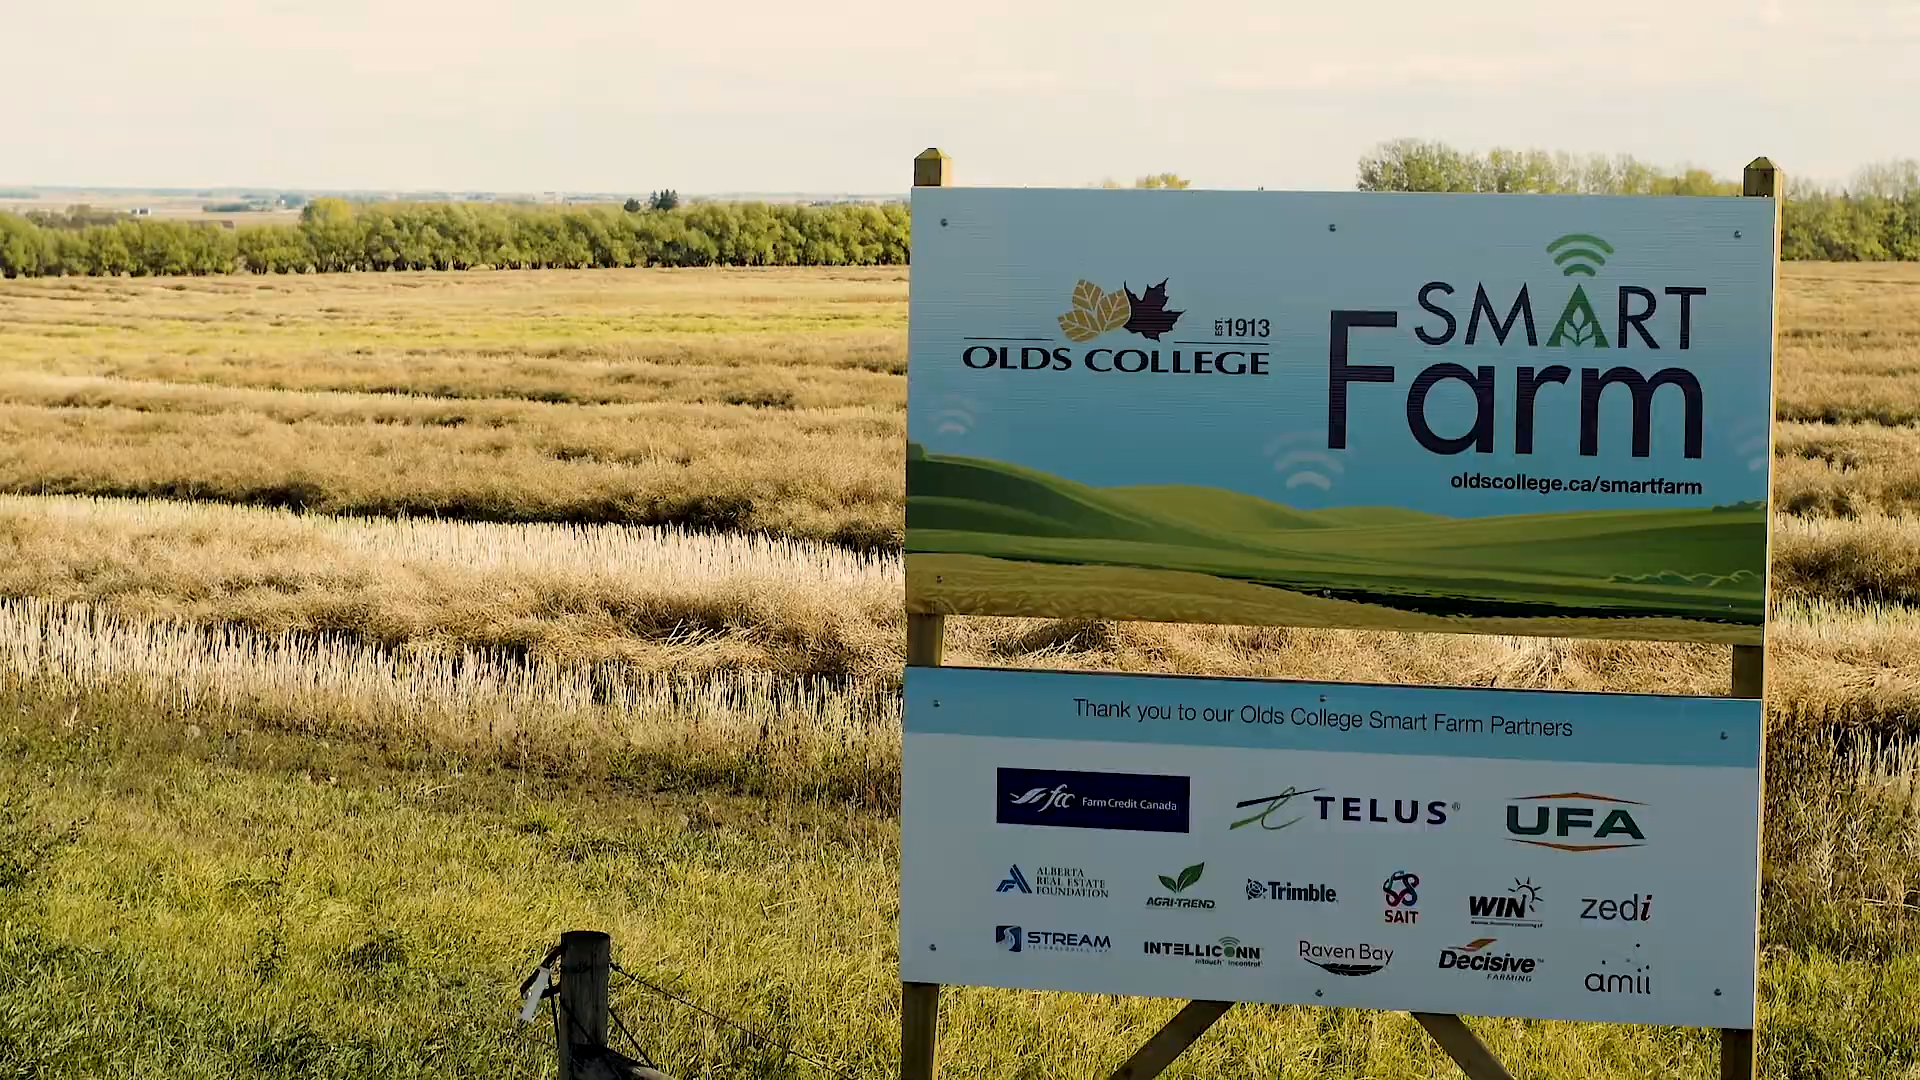 EST. 1913
OLDS COLLEGE
SMART
Farm
oldscollege.ca/smartfarm
Thank you to our Olds College Smart Farm Partners
fcc Farm Credit Canada
TELUS®
UFA
ALBERTA
REAL ESTATE
FOUNDATION
AGRI-TREND
Trimble
SAIT
WIN
zedi
STREAM
INTELLICONN
intouch incontrol
Raven Bay
Decisive
FARMING
amii